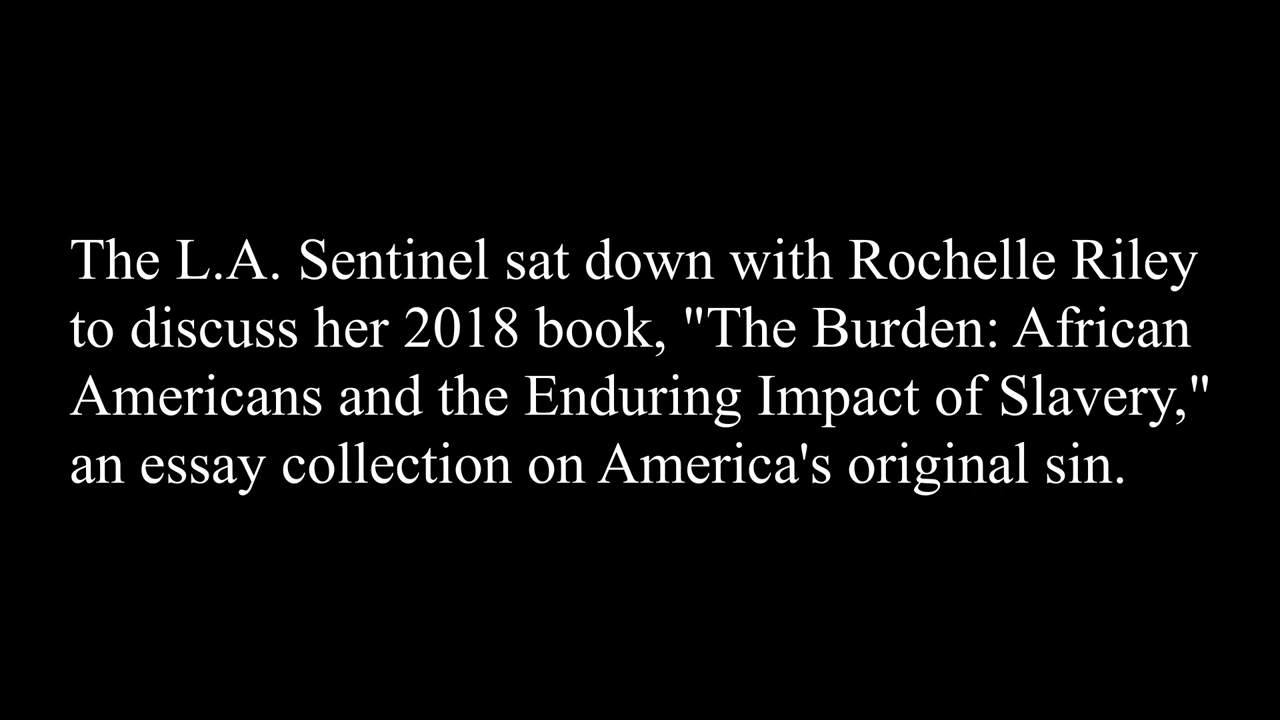 The L.A. Sentinel sat down with Rochelle Riley
to discuss her 2018 book, "The Burden: African
Americans and the Enduring Impact of Slavery,"
an essay collection on America's original sin.